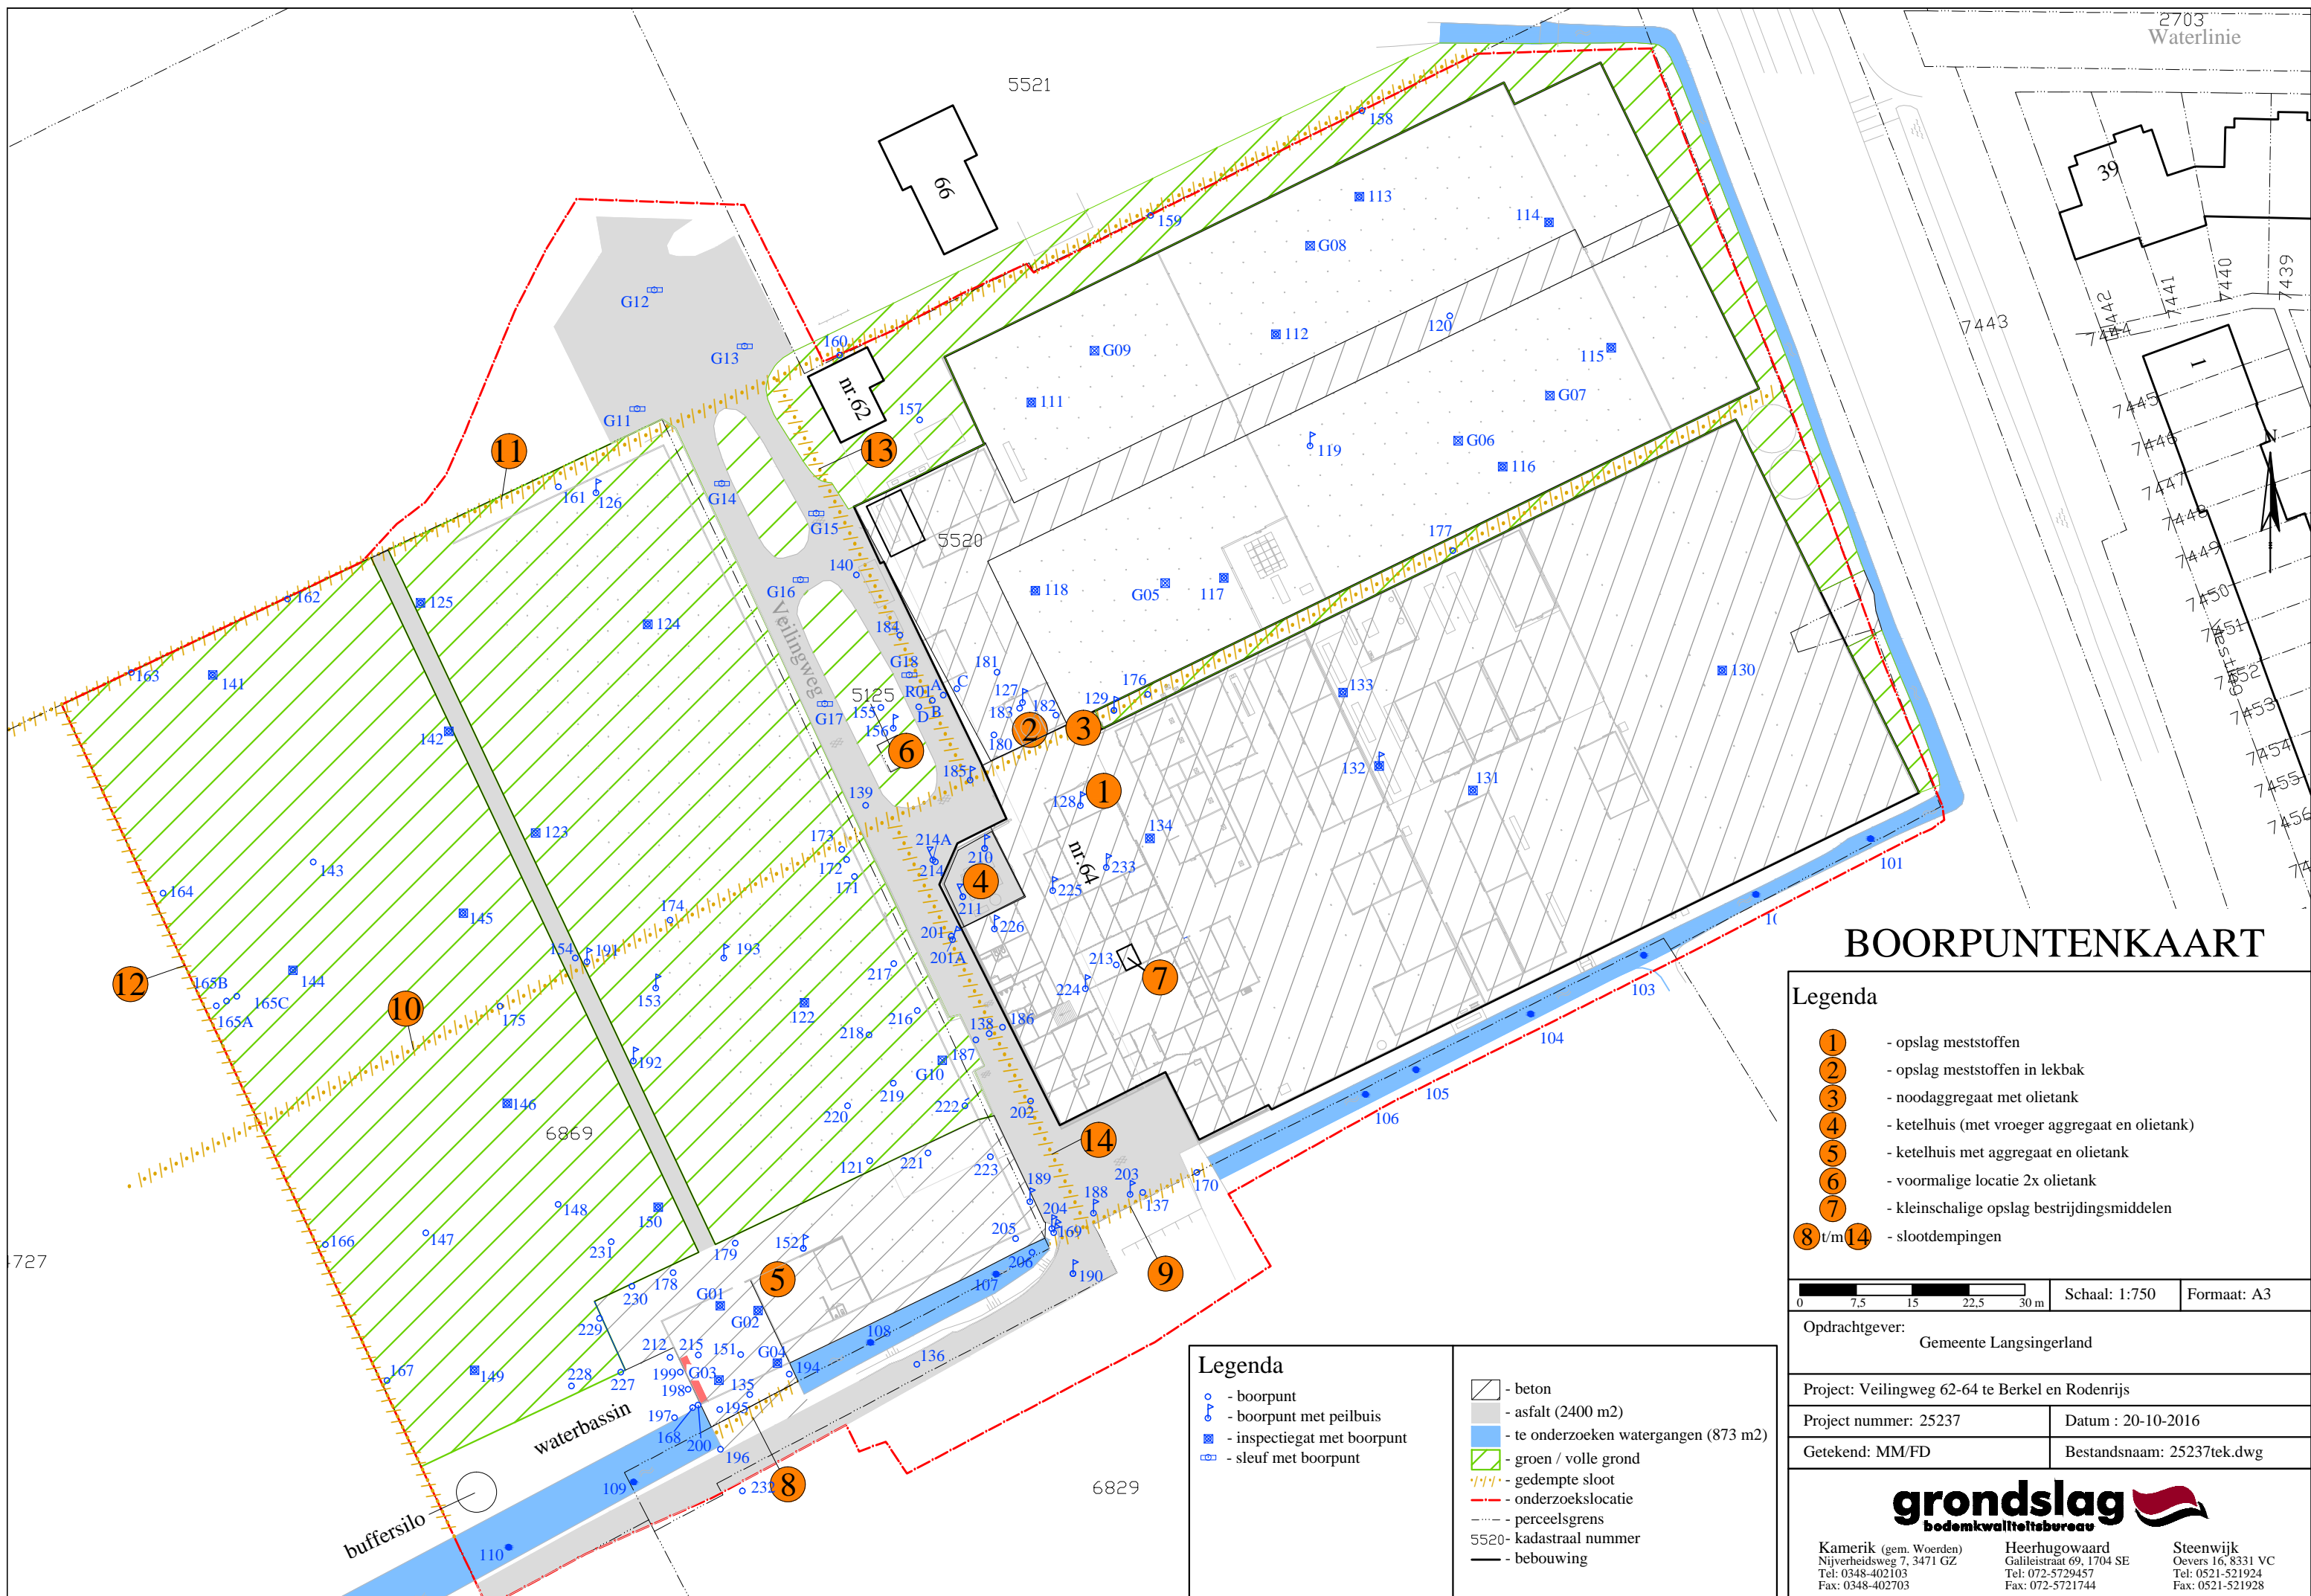 2703
Waterlinie
5521
66
39
158
159
113
114
G08
G12
G13
160
nr.62
G09
112
120
115
111
G07
G11
157
119
G06
116
11
13
161
126
G14
G15
5520
177
140
G16
118
G05
117
162
125
124
Veilingweg
184
181
G18
163
141
R01
A
C
127
129
176
133
130
5125
155
D
B
183
182
142
G17
156
180
2
3
6
185
132
131
139
128
1
123
173
214A
134
172
214
210
nr.64
233
143
171
4
225
101
164
211
174
226
145
201
154
191
193
201A
213
103
12
144
165B
165C
217
7
165A
153
224
10
122
216
186
104
175
218
138
187
192
G10
105
219
146
222
220
202
106
6869
14
121
221
223
203
189
170
188
148
137
204
150
205
169
166
147
231
179
152
206
178
190
107
9
5
230
G01
G02
229
108
212
215
151
G04
136
199
G03
194
167
149
228
227
198
135
195
197
waterbassin
168
200
196
109
8
232
6829
buffersilo
110
7443
7442
7441
7440
7439
7444
1
7445
7446
7447
7448
7449
7450
7451
7452
7453
7454
7455
7456
N
BOORPUNTENKAART
Legenda
1 - opslag meststoffen
2 - opslag meststoffen in lekbak
3 - noodaggregaat met olietank
4 - ketelhuis (met vroeger aggregaat en olietank)
5 - ketelhuis met aggregaat en olietank
6 - voormalige locatie 2x olietank
7 - kleinschalige opslag bestrijdingsmiddelen
8 t/m 14 - slootdempingen
0 7,5 15 22,5 30 m
Schaal: 1:750
Formaat: A3
Opdrachtgever:
Gemeente Langsingerland
Project: Veilingweg 62-64 te Berkel en Rodenrijs
Project nummer: 25237
Datum : 20-10-2016
Getekend: MM/FD
Bestandsnaam: 25237tek.dwg
grondslag
bodemkwaliteitsbureau
Kamerik (gem. Woerden)
Nijverheidsweg 7, 3471 GZ
Tel: 0348-402103
Fax: 0348-402703
Heerhugowaard
Galileistraat 69, 1704 SE
Tel: 072-5729457
Fax: 072-5721744
Steenwijk
Oevers 16, 8331 VC
Tel: 0521-521924
Fax: 0521-521928
Legenda
- boorpunt
- boorpunt met peilbuis
- inspectiegat met boorpunt
- sleuf met boorpunt
- beton
- asfalt (2400 m2)
- te onderzoeken watergangen (873 m2)
- groen / volle grond
- gedempte sloot
- onderzoekslocatie
- perceelsgrens
5520- kadastraal nummer
- bebouwing